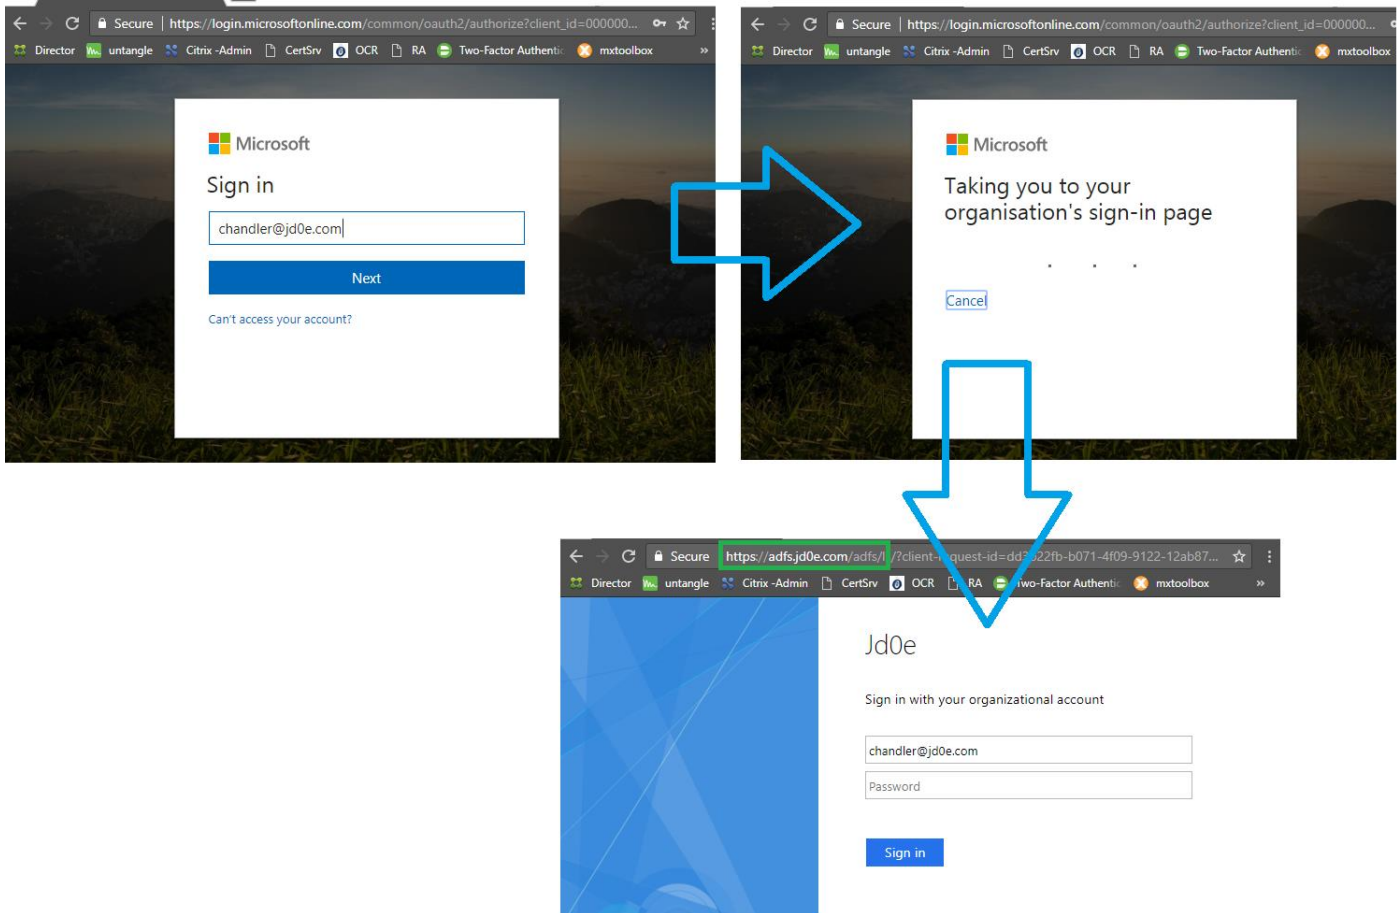 Secure | https://login.microsoftonline.com/common/oauth2/authorize?client_id=000000...
Director untangle Citrix -Admin CertSrv OCR RA Two-Factor Authentic mxtoolbox »
Microsoft
Sign in
chandler@jd0e.com
Next
Can't access your account?
Secure | https://login.microsoftonline.com/common/oauth2/authorize?client_id=000000...
Director untangle Citrix -Admin CertSrv OCR RA Two-Factor Authentic mxtoolbox
Microsoft
Taking you to your
organisation's sign-in page
Cancel
Secure https://adfs.jd0e.com/adfs/
Director untangle Citrix -Admin CertSrv OCR RA Two-Factor Authentic mxtoolbox »
Jd0e
Sign in with your organizational account
chandler@jd0e.com
Password
Sign in